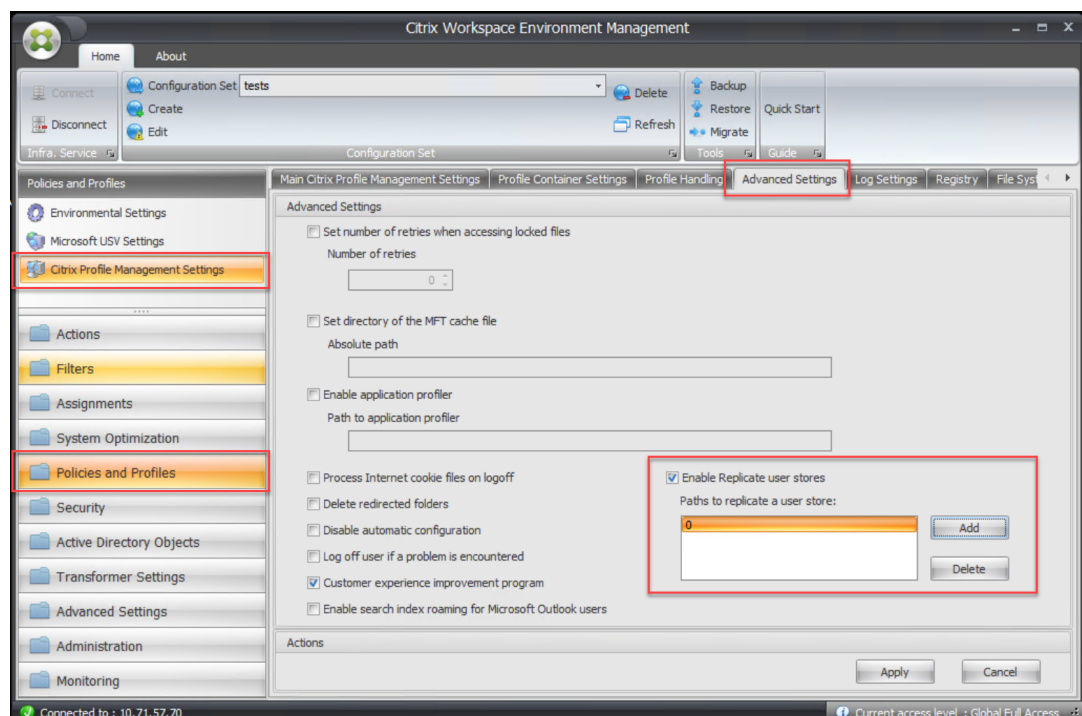 Citrix Workspace Environment Management
Home About
Connect
Disconnect
Infra. Service
Configuration Set tests
Create
Edit
Delete
Refresh
Configuration Set
Backup
Restore
Migrate
Tools
Quick Start
Guide
Policies and Profiles
Environmental Settings
Microsoft USV Settings
Citrix Profile Management Settings
Actions
Filters
Assignments
System Optimization
Policies and Profiles
Security
Active Directory Objects
Transformer Settings
Advanced Settings
Administration
Monitoring
Main Citrix Profile Management Settings Profile Container Settings Profile Handling Advanced Settings Log Settings Registry File Syst
Advanced Settings
Set number of retries when accessing locked files
Number of retries
0
Set directory of the MFT cache file
Absolute path
Enable application profiler
Path to application profiler
Process Internet cookie files on logoff
Delete redirected folders
Disable automatic configuration
Log off user if a problem is encountered
Customer experience improvement program
Enable search index roaming for Microsoft Outlook users
Enable Replicate user stores
Paths to replicate a user store:
0
Add
Delete
Actions
Apply Cancel
Connected to : 10.71.57.70
Current access level : Global Full Access